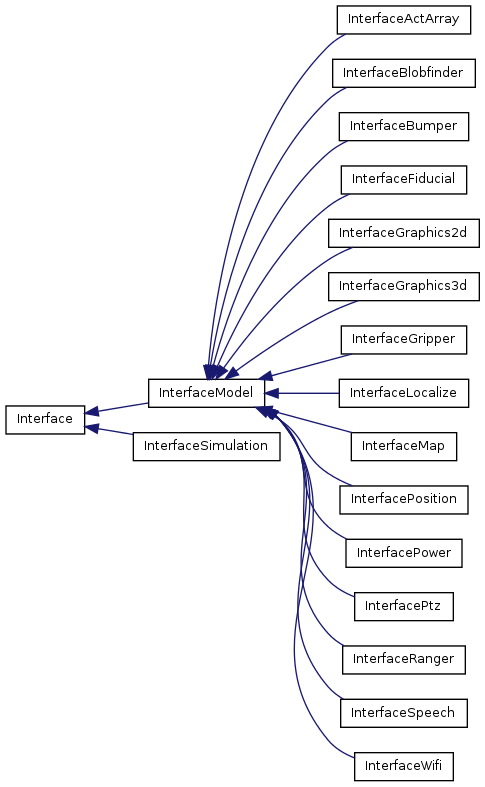 InterfaceActArray
InterfaceBlobfinder
InterfaceBumper
InterfaceFiducial
InterfaceGraphics2d
InterfaceGraphics3d
InterfaceGripper
InterfaceModel
InterfaceLocalize
Interface
InterfaceSimulation
InterfaceMap
InterfacePosition
InterfacePower
InterfacePtz
InterfaceRanger
InterfaceSpeech
InterfaceWifi